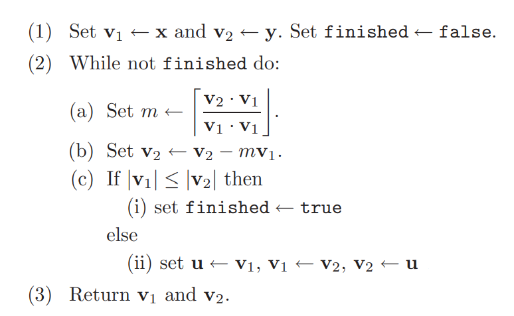 (1) Set v₁ ← x and v₂ ← y. Set finished ← false.
(2) While not finished do:
(a) Set m ← ⌈(v₂ · v₁)/(v₁ · v₁)⌋.
(b) Set v₂ ← v₂ − mv₁.
(c) If |v₁| ≤ |v₂| then
(i) set finished ← true
else
(ii) set u ← v₁, v₁ ← v₂, v₂ ← u
(3) Return v₁ and v₂.